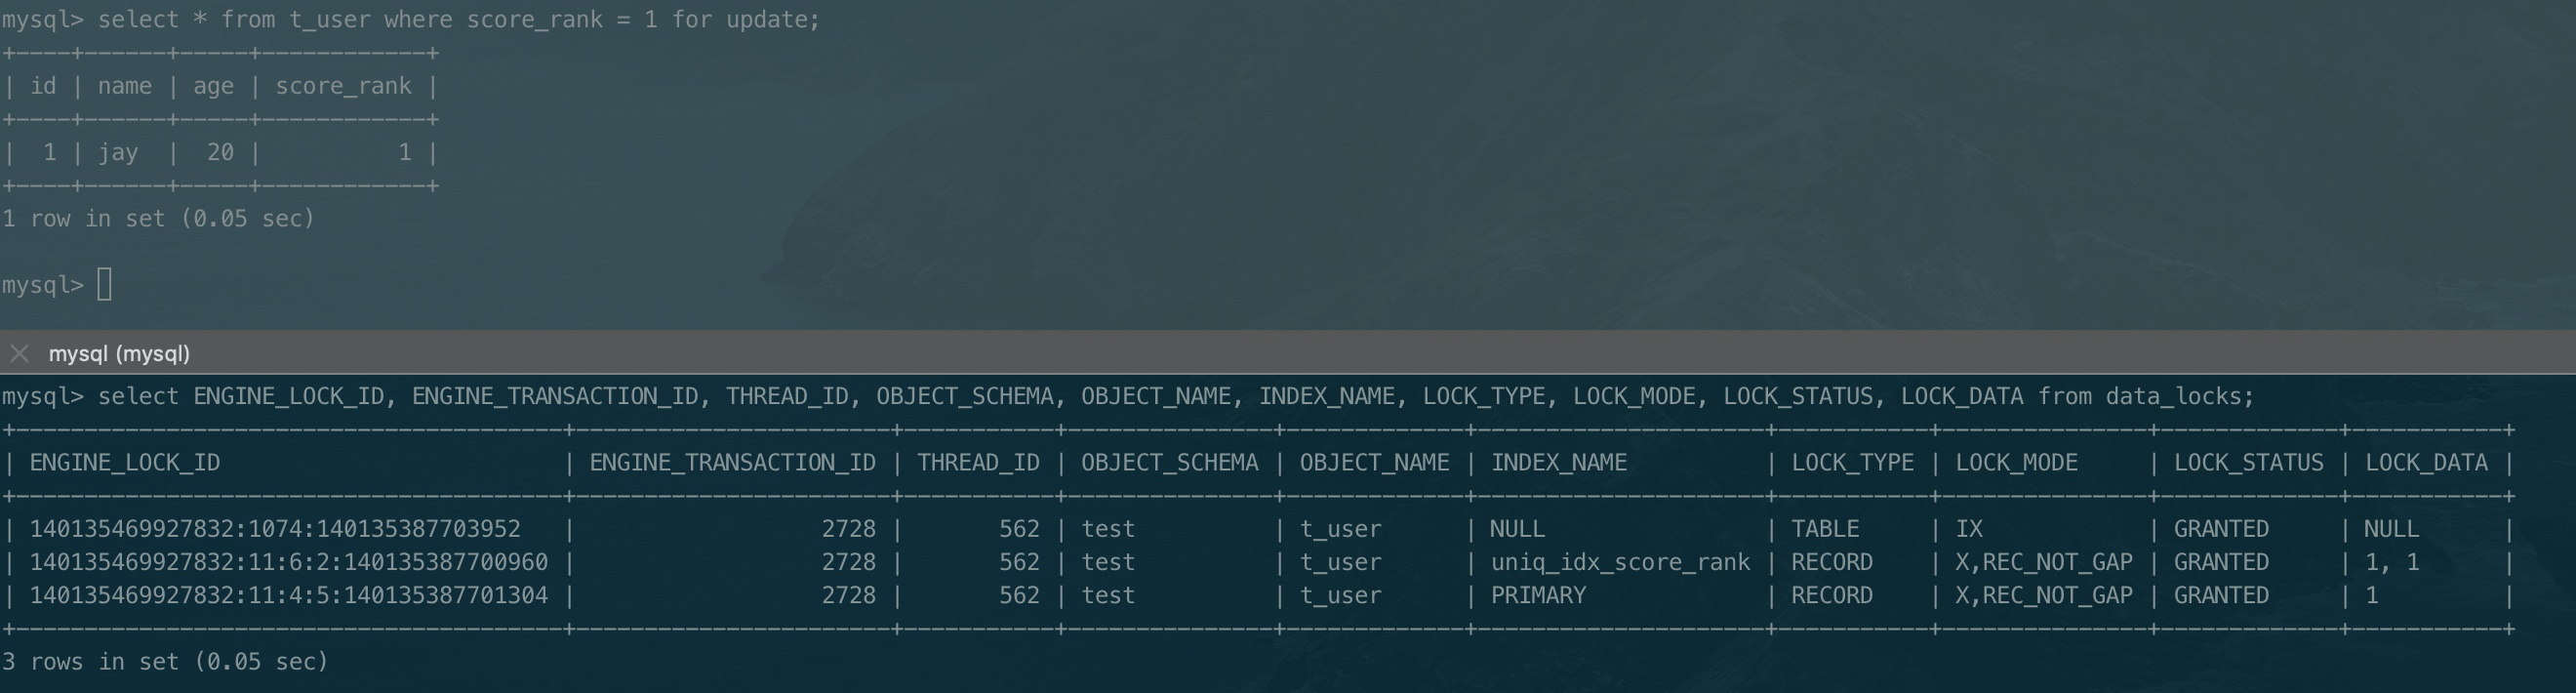 mysql> select * from t_user where score_rank = 1 for update;
+----+------+-----+------------+
| id | name | age | score_rank |
+----+------+-----+------------+
|  1 | jay  |  20 |          1 |
+----+------+-----+------------+
1 row in set (0.05 sec)
mysql>
mysql (mysql)
mysql> select ENGINE_LOCK_ID, ENGINE_TRANSACTION_ID, THREAD_ID, OBJECT_SCHEMA, OBJECT_NAME, INDEX_NAME, LOCK_TYPE, LOCK_MODE, LOCK_STATUS, LOCK_DATA from data_locks;
+----------------------------------------+-----------------------+-----------+---------------+-------------+---------------------+-----------+---------------+-------------+-----------+
| ENGINE_LOCK_ID                         | ENGINE_TRANSACTION_ID | THREAD_ID | OBJECT_SCHEMA | OBJECT_NAME | INDEX_NAME          | LOCK_TYPE | LOCK_MODE     | LOCK_STATUS | LOCK_DATA |
+----------------------------------------+-----------------------+-----------+---------------+-------------+---------------------+-----------+---------------+-------------+-----------+
| 140135469927832:1074:140135387703952   |                  2728 |       562 | test          | t_user      | NULL                | TABLE     | IX            | GRANTED     | NULL      |
| 140135469927832:11:6:2:140135387700960 |                  2728 |       562 | test          | t_user      | uniq_idx_score_rank | RECORD    | X,REC_NOT_GAP | GRANTED     | 1, 1      |
| 140135469927832:11:4:5:140135387701304 |                  2728 |       562 | test          | t_user      | PRIMARY             | RECORD    | X,REC_NOT_GAP | GRANTED     | 1         |
+----------------------------------------+-----------------------+-----------+---------------+-------------+---------------------+-----------+---------------+-------------+-----------+
3 rows in set (0.05 sec)